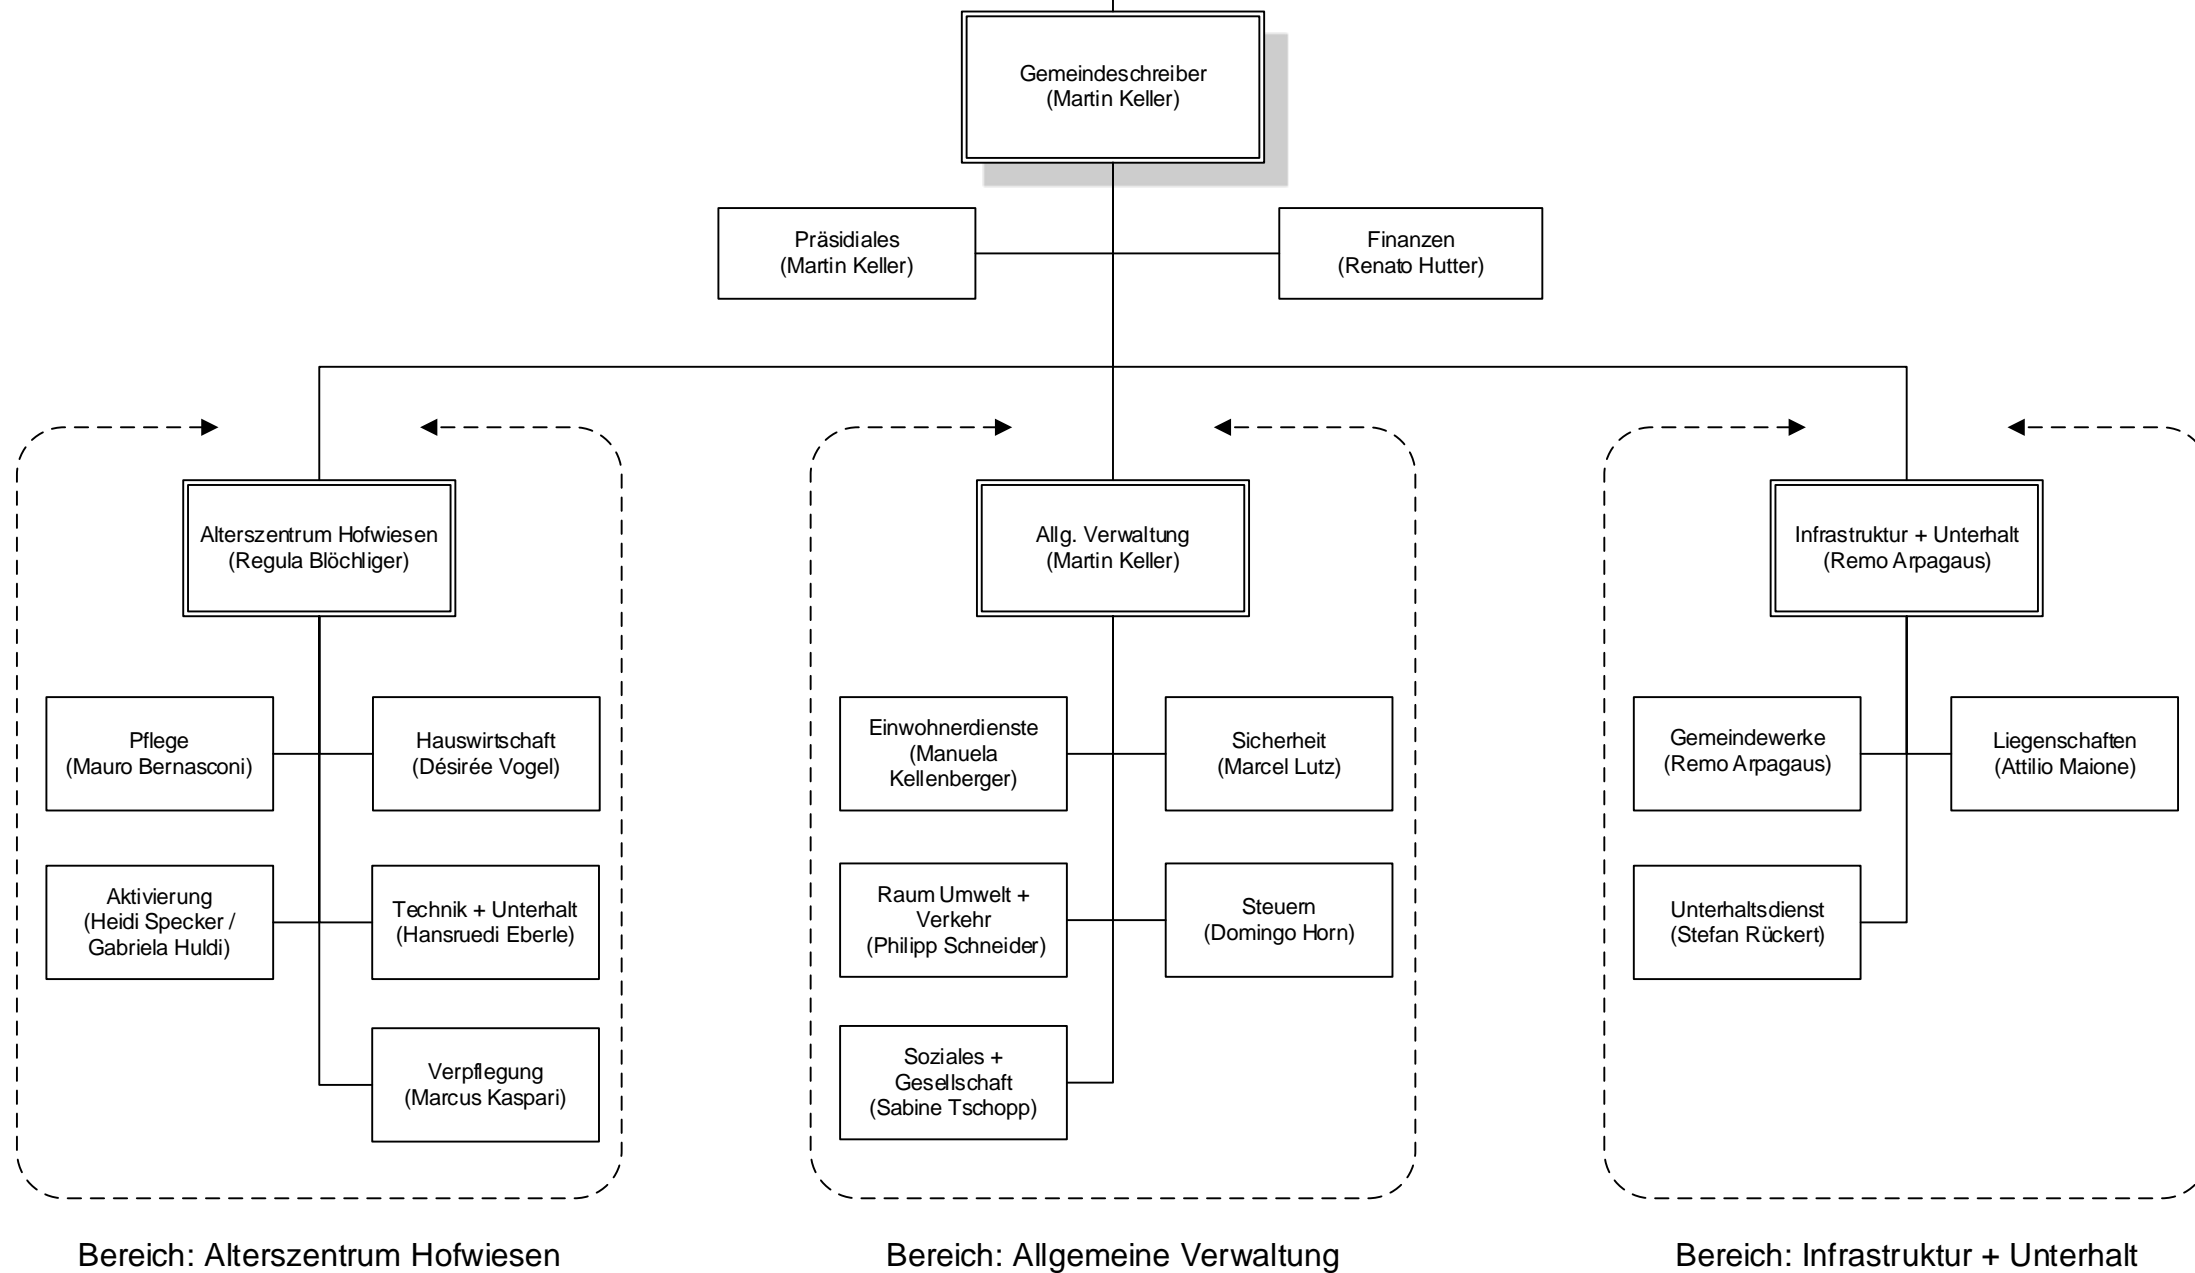 Gemeindeschreiber
(Martin Keller)
Präsidiales
(Martin Keller)
Finanzen
(Renato Hutter)
Alterszentrum Hofwiesen
(Regula Blöchliger)
Allg. Verwaltung
(Martin Keller)
Infrastruktur + Unterhalt
(Remo Arpagaus)
Pflege
(Mauro Bernasconi)
Hauswirtschaft
(Désirée Vogel)
Aktivierung
(Heidi Specker /
Gabriela Huldi)
Technik + Unterhalt
(Hansruedi Eberle)
Verpflegung
(Marcus Kaspari)
Einwohnerdienste
(Manuela
Kellenberger)
Sicherheit
(Marcel Lutz)
Raum Umwelt +
Verkehr
(Philipp Schneider)
Steuern
(Domingo Horn)
Soziales +
Gesellschaft
(Sabine Tschopp)
Gemeindewerke
(Remo Arpagaus)
Liegenschaften
(Attilio Maione)
Unterhaltsdienst
(Stefan Rückert)
Bereich: Alterszentrum Hofwiesen
Bereich: Allgemeine Verwaltung
Bereich: Infrastruktur + Unterhalt